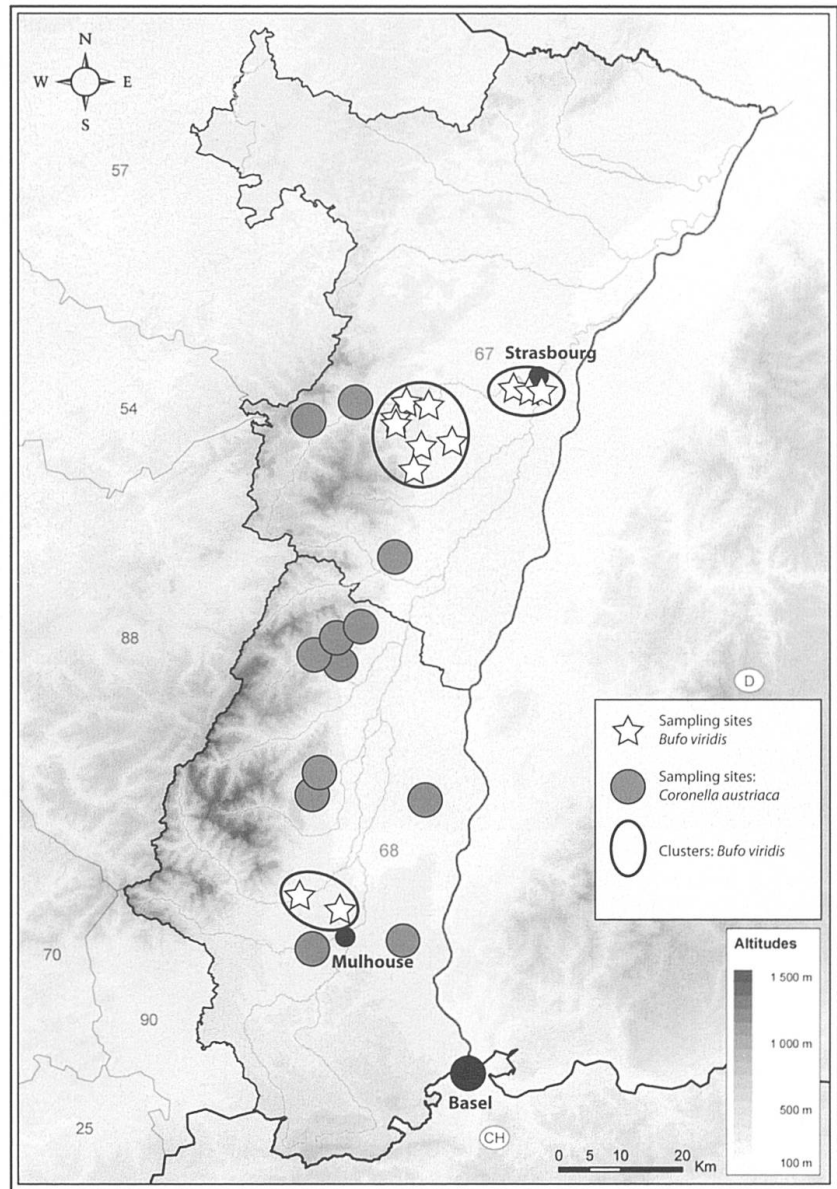 N
W E
S
57
67
Strasbourg
54
88
D
Sampling sites
Bufo viridis
Sampling sites:
Coronella austriaca
Clusters: Bufo viridis
68
Mulhouse
70
90
25
Basel
CH
Altitudes
1 500 m
1 000 m
500 m
100 m
0 5 10 20
Km